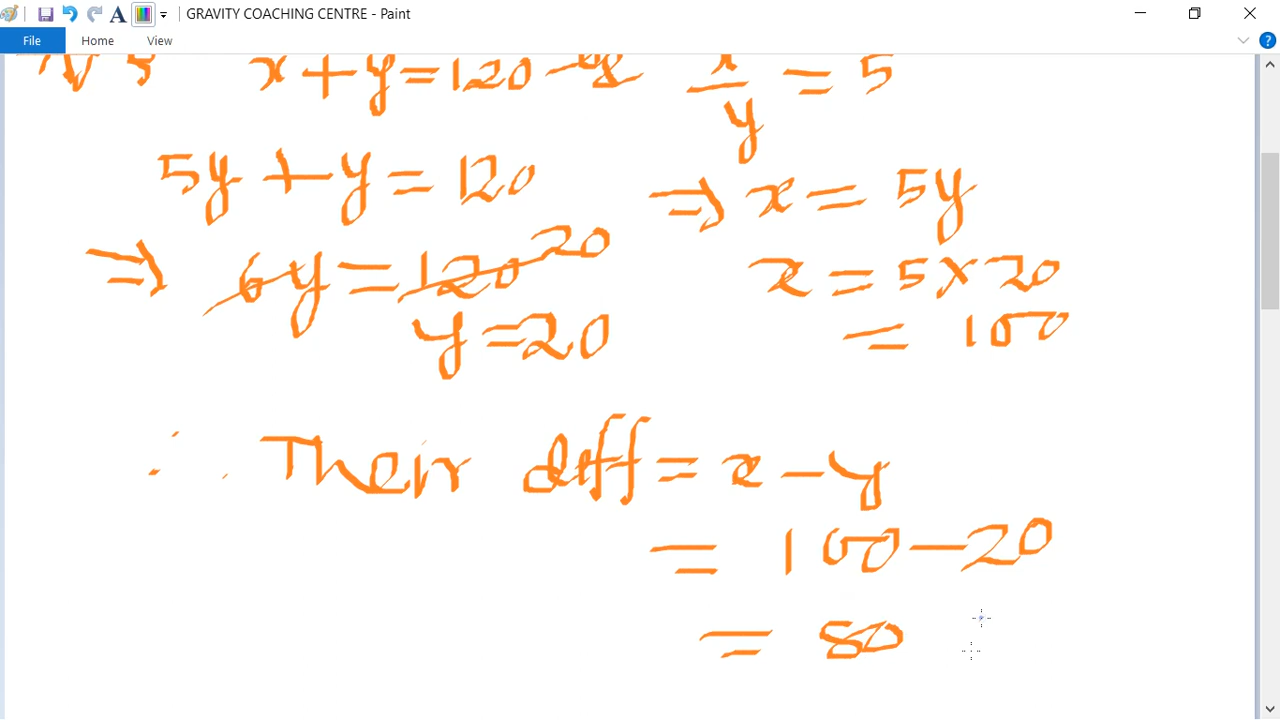 GRAVITY COACHING CENTRE - Paint
File Home View
x + y = 120 x/y = 5
5y + y = 120 ⇒ x = 5y
⇒ 6y = 120 20 x = 5 × 20
y = 20 = 100
∴ Their diff = x - y
= 100 - 20
= 80